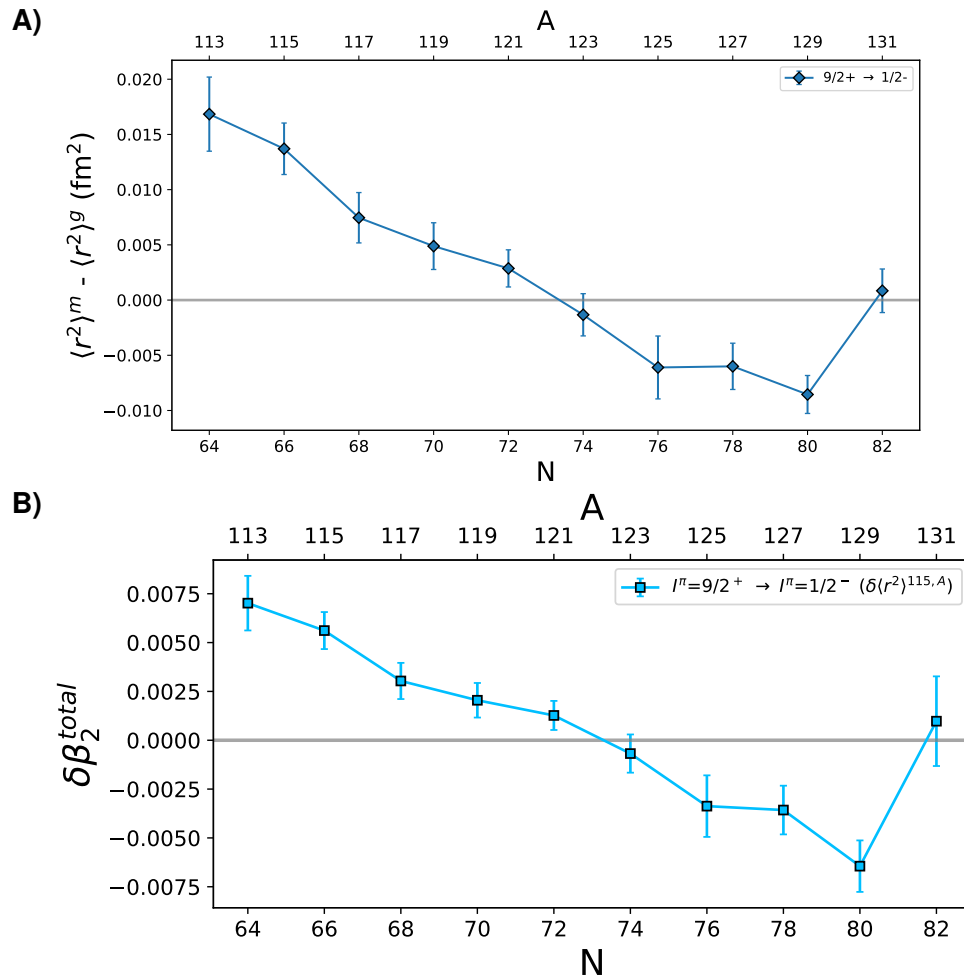 A)
A
113 115 117 119 121 123 125 127 129 131
0.020
0.015
0.010
0.005
0.000
−0.005
−0.010
⟨r²⟩ᵐ - ⟨r²⟩ᵍ (fm²)
9/2+ → 1/2-
64 66 68 70 72 74 76 78 80 82
N
B)
A
113 115 117 119 121 123 125 127 129 131
0.0075
0.0050
0.0025
0.0000
−0.0025
−0.0050
−0.0075
δβ₂ᵗᵒᵗᵃˡ
I^π=9/2⁺ → I^π=1/2⁻ (δ⟨r²⟩^115,A)
64 66 68 70 72 74 76 78 80 82
N